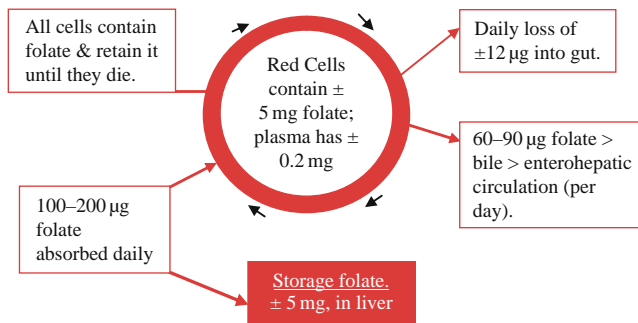 All cells contain
folate & retain it
until they die.
Red Cells
contain ±
5 mg folate;
plasma has ±
0.2 mg
Daily loss of
±12 µg into gut.
60–90 µg folate >
bile > enterohepatic
circulation (per
day).
100–200 µg
folate
absorbed daily
Storage folate.
± 5 mg, in liver